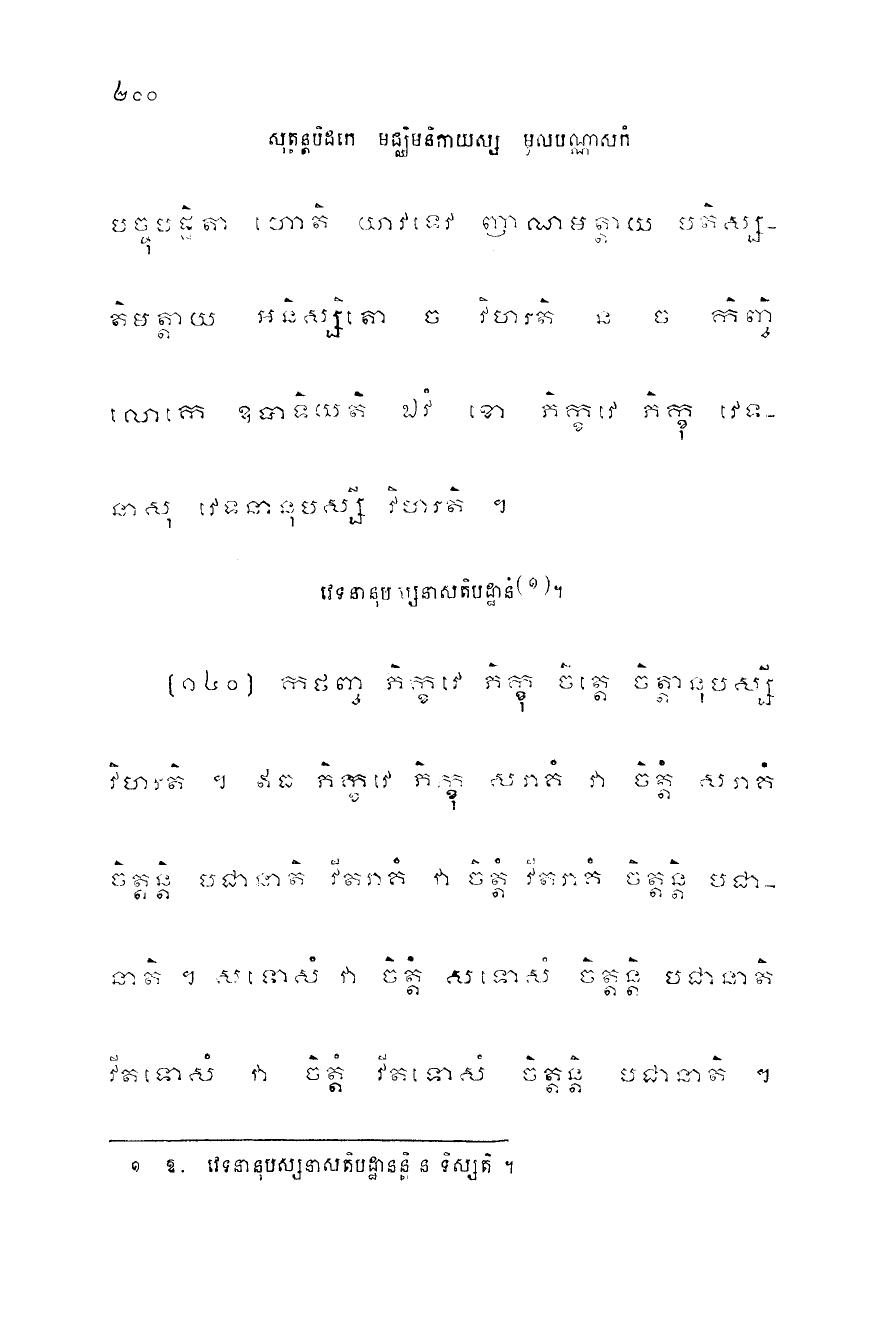 ២០០
សុត្តន្តបិដកេ មជ្ឈិមនិកាយស្ស មូលបណ្ណាសកំ
បច្ចុបដ្ឋិតា ហោតិ យាវទេវ ញាណមត្តាយ បតិស្ស-
តិមត្តាយ អនិស្សិតោ ច វិហរតិ ន ច កិញ្ចិ
លោកេ ឧបាទិយតិ ឯវំ ខោ ភិក្ខវេ ភិក្ខុ វេទ-
នាសុ វេទនានុបស្សី វិហរតិ ។
វេទនានុបស្សនាសតិបដ្ឋានំ(១)។
(១៤០) កថញ្ច ភិក្ខវេ ភិក្ខុ ចិត្តេ ចិត្តានុបស្សី
វិហរតិ ។ ឥធ ភិក្ខវេ ភិក្ខុ សរាគំ វា ចិត្តំ សរាគំ
ចិត្តន្តិ បជានាតិ វីតរាគំ វា ចិត្តំ វីតរាគំ ចិត្តន្តិ បជា-
នាតិ ។ សទោសំ វា ចិត្តំ សទោសំ ចិត្តន្តិ បជានាតិ
វីតទោសំ វា ចិត្តំ វីតទោសំ ចិត្តន្តិ បជានាតិ ។
១ ឱ. វេទនានុបស្សនាសតិបដ្ឋានន្តិ ន ទិស្សតិ ។